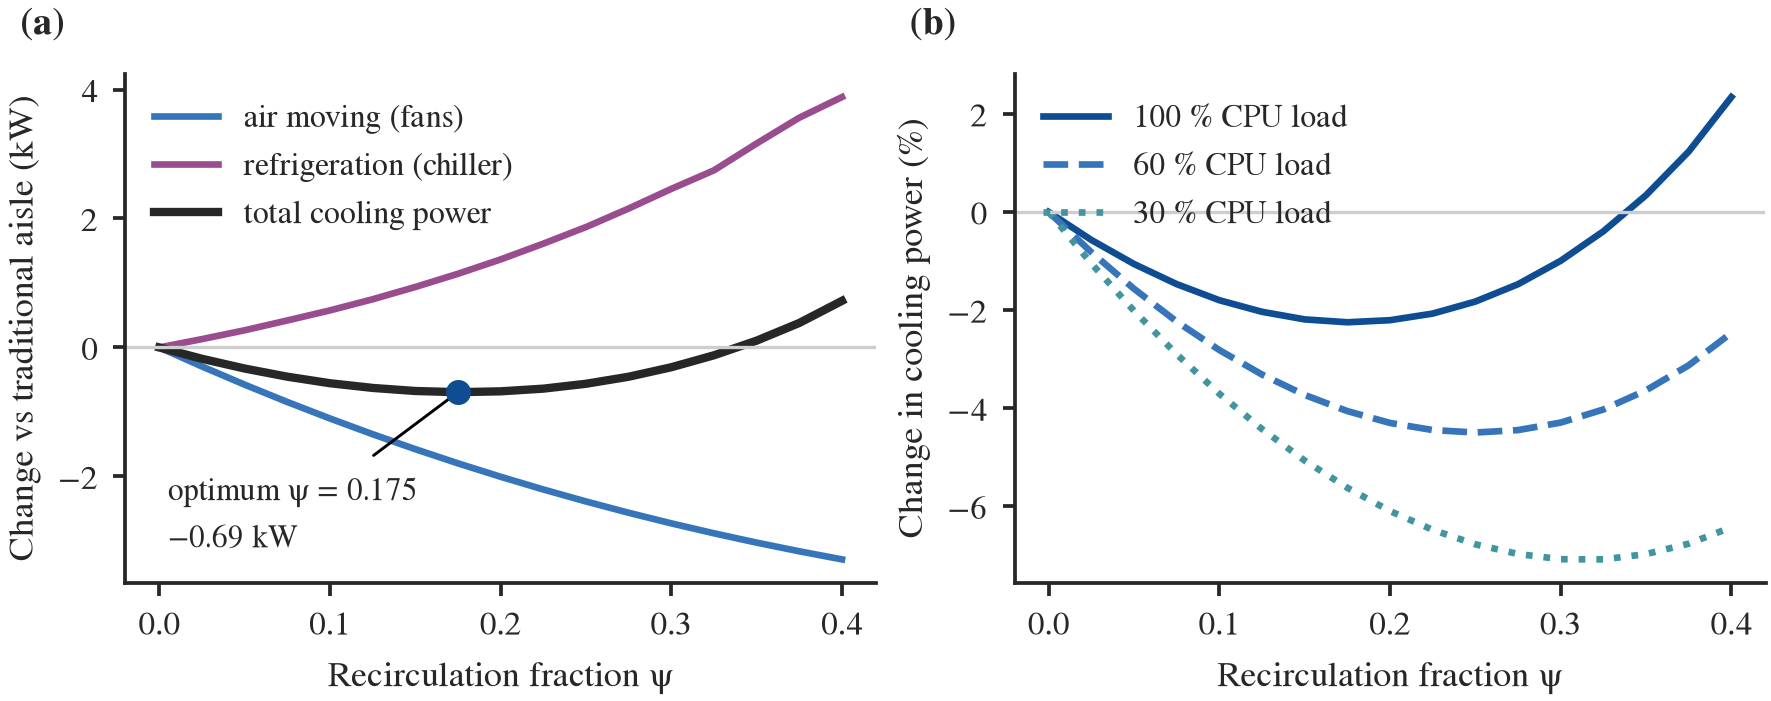 (a)
Change vs traditional aisle (kW)
4
2
0
−2
air moving (fans)
refrigeration (chiller)
total cooling power
optimum ψ = 0.175
−0.69 kW
0.0
0.1
0.2
0.3
0.4
Recirculation fraction ψ
(b)
Change in cooling power (%)
2
0
−2
−4
−6
100 % CPU load
60 % CPU load
30 % CPU load
0.0
0.1
0.2
0.3
0.4
Recirculation fraction ψ